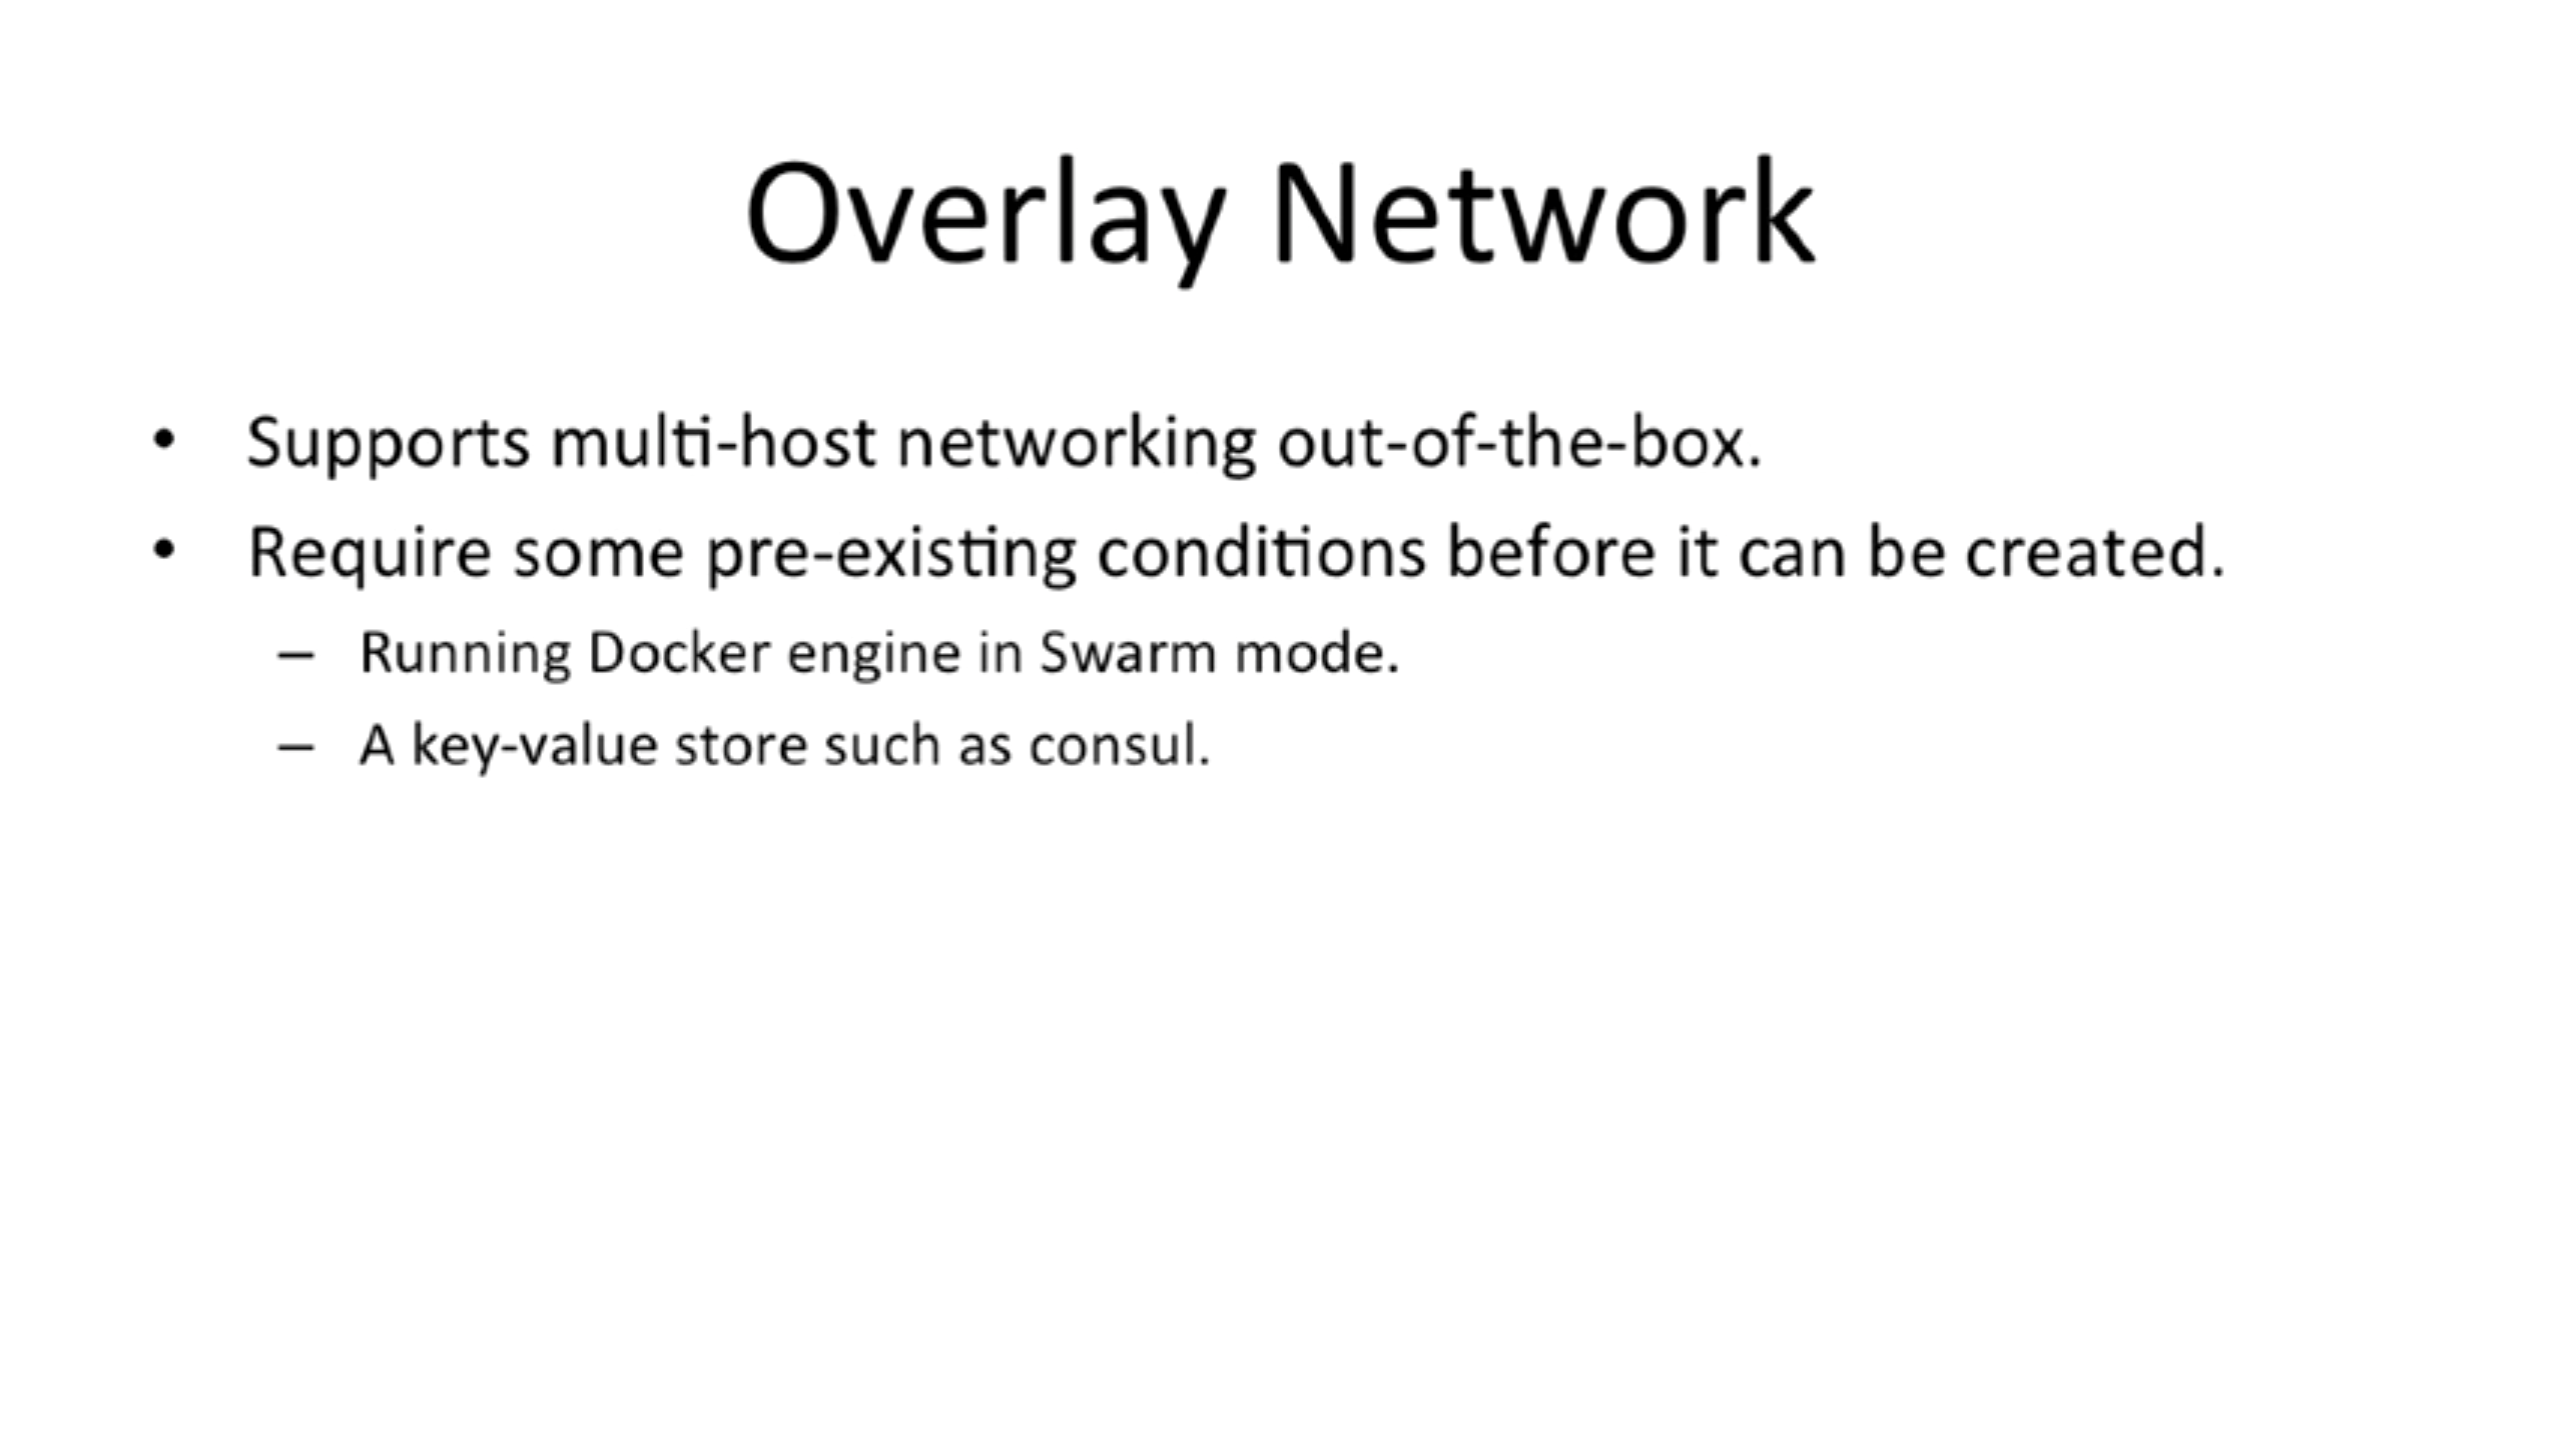 Overlay Network
• Supports multi-host networking out-of-the-box.
• Require some pre-existing conditions before it can be created.
– Running Docker engine in Swarm mode.
– A key-value store such as consul.